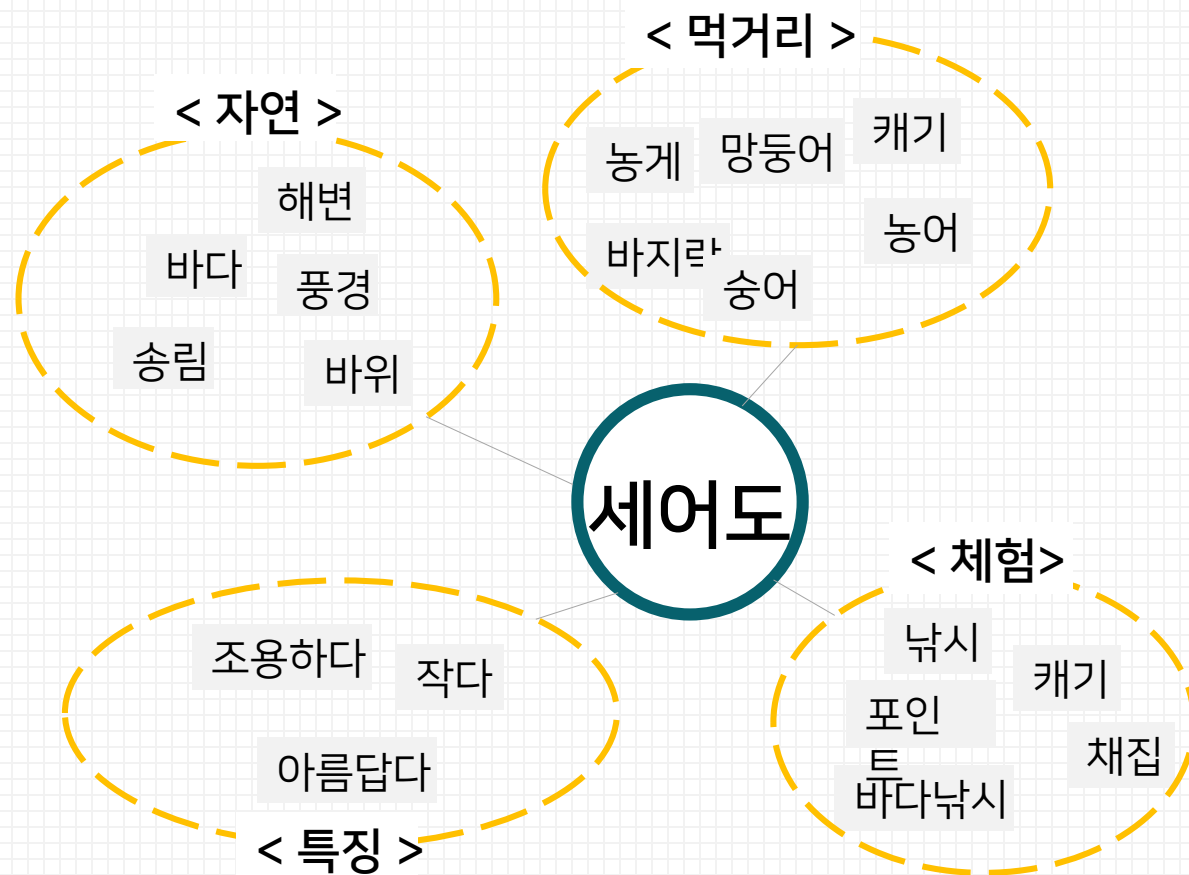 < 먹거리 >
농게
망둥어
캐기
바지락
숭어
농어
< 자연 >
해변
바다
풍경
송림
바위
세어도
< 체험>
낚시
캐기
포인
트
채집
바다낚시
조용하다
작다
아름답다
< 특징 >